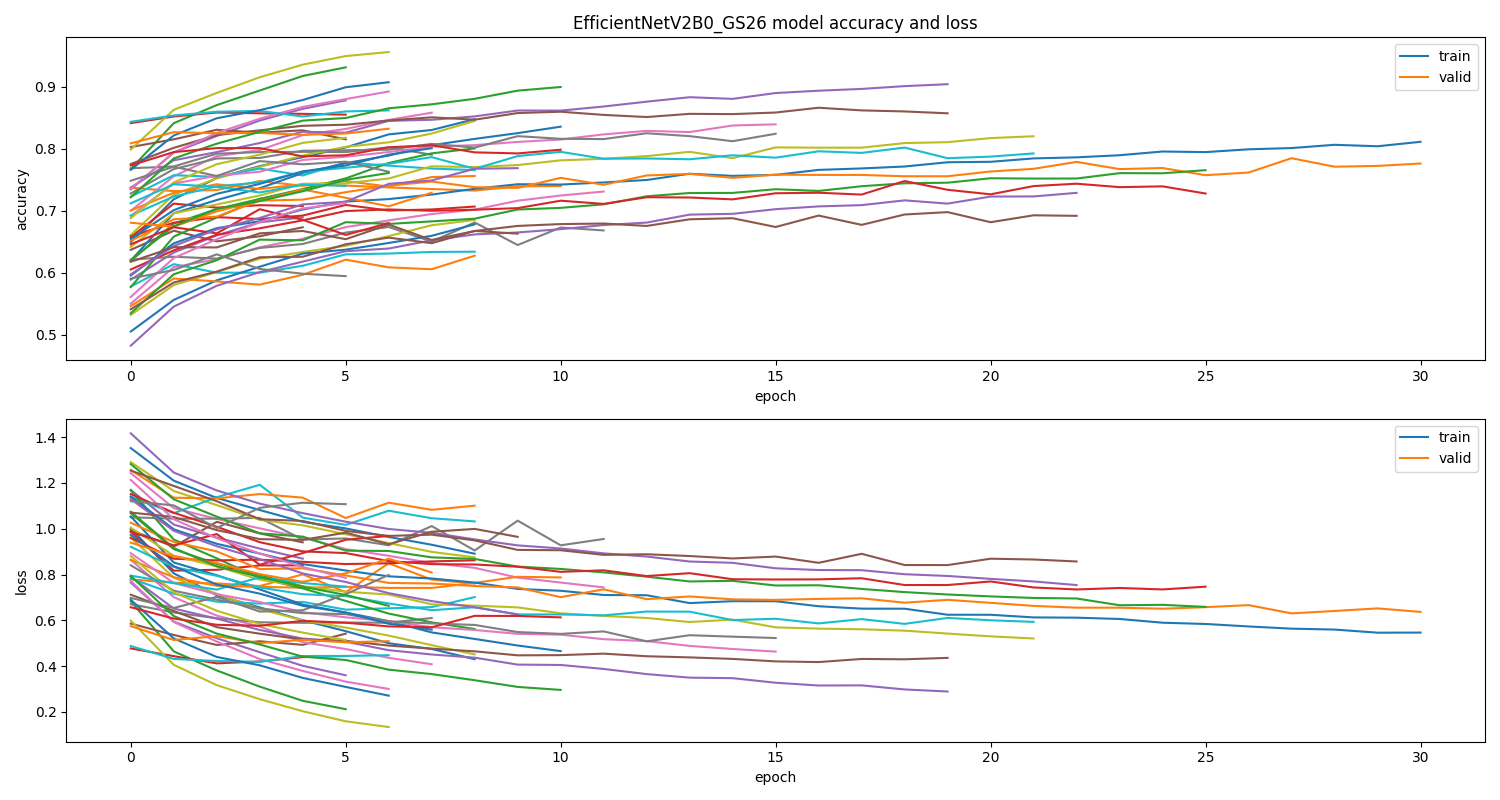 EfficientNetV2B0_GS26 model accuracy and loss
train
valid
accuracy
0.9
0.8
0.7
0.6
0.5
0 5 10 15 20 25 30
epoch
train
valid
loss
1.4
1.2
1.0
0.8
0.6
0.4
0.2
0 5 10 15 20 25 30
epoch